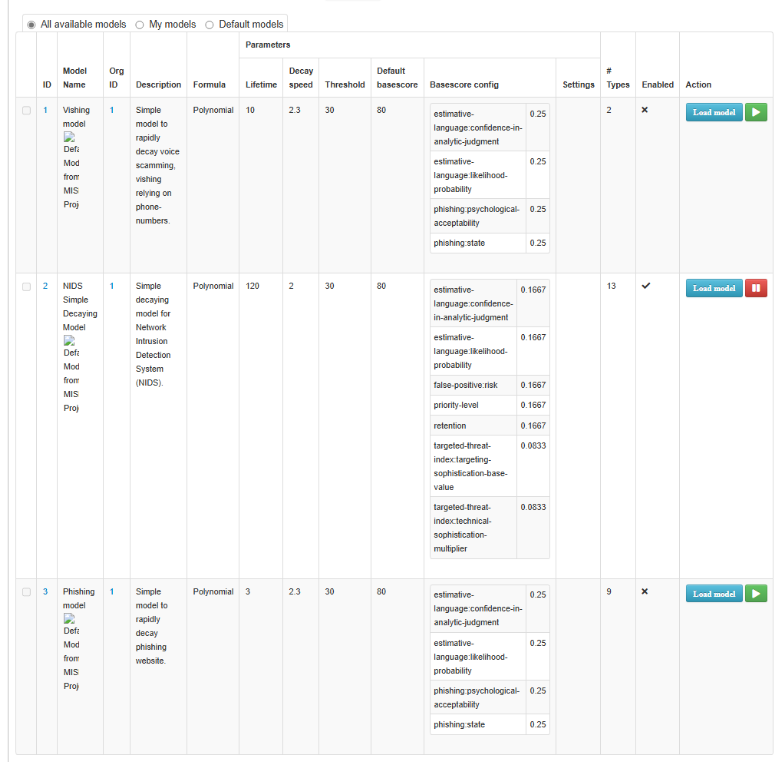 All available models My models Default models
Parameters
ID Model Name Org ID Description Formula Lifetime Decay speed Threshold Default basescore Basescore config Settings # Types Enabled Action
1
Vishing
model
Defa
Mod
from
MIS
Proj
1
Simple
model to
rapidly
decay voice
scamming,
vishing
relying on
phone-
numbers.
Polynomial
10
2.3
30
80
estimative-
language:confidence-in-
analytic-judgment
0.25
estimative-
language:likelihood-
probability
0.25
phishing:psychological-
acceptability
0.25
phishing:state
0.25
2
Load model
2
NIDS
Simple
Decaying
Model
Defa
Mod
from
MIS
Proj
1
Simple
decaying
model for
Network
Intrusion
Detection
System
(NIDS).
Polynomial
120
2
30
80
estimative-
language:confidence-
in-analytic-judgment
0.1667
estimative-
language:likelihood-
probability
0.1667
false-positive:risk
0.1667
priority-level
0.1667
retention
0.1667
targeted-threat-
index:targeting-
sophistication-base-
value
0.0833
targeted-threat-
index:technical-
sophistication-
multiplier
0.0833
13
Load model
3
Phishing
model
Defa
Mod
from
MIS
Proj
1
Simple
model to
rapidly
decay
phishing
website.
Polynomial
3
2.3
30
80
estimative-
language:confidence-in-
analytic-judgment
0.25
estimative-
language:likelihood-
probability
0.25
phishing:psychological-
acceptability
0.25
phishing:state
0.25
9
Load model